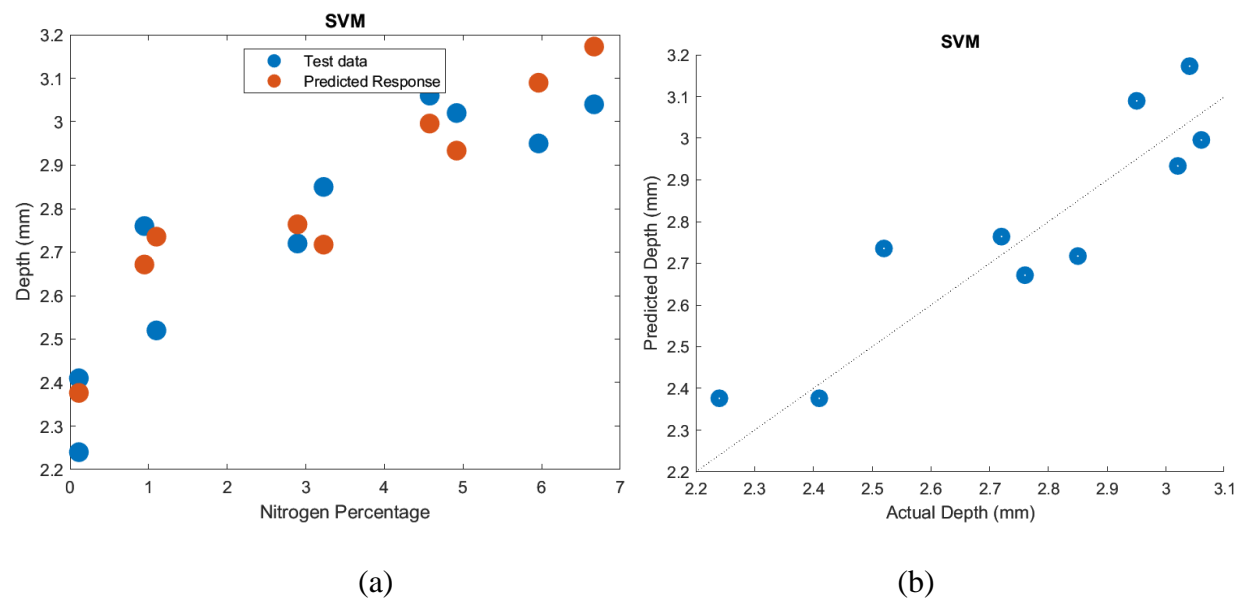 SVM
Test data
Predicted Response
3.2
3.1
3
2.9
2.8
2.7
2.6
2.5
2.4
2.3
2.2
Depth (mm)
0 1 2 3 4 5 6 7
Nitrogen Percentage
(a)
SVM
3.2
3.1
3
2.9
2.8
2.7
2.6
2.5
2.4
2.3
2.2
Predicted Depth (mm)
2.2 2.3 2.4 2.5 2.6 2.7 2.8 2.9 3 3.1
Actual Depth (mm)
(b)